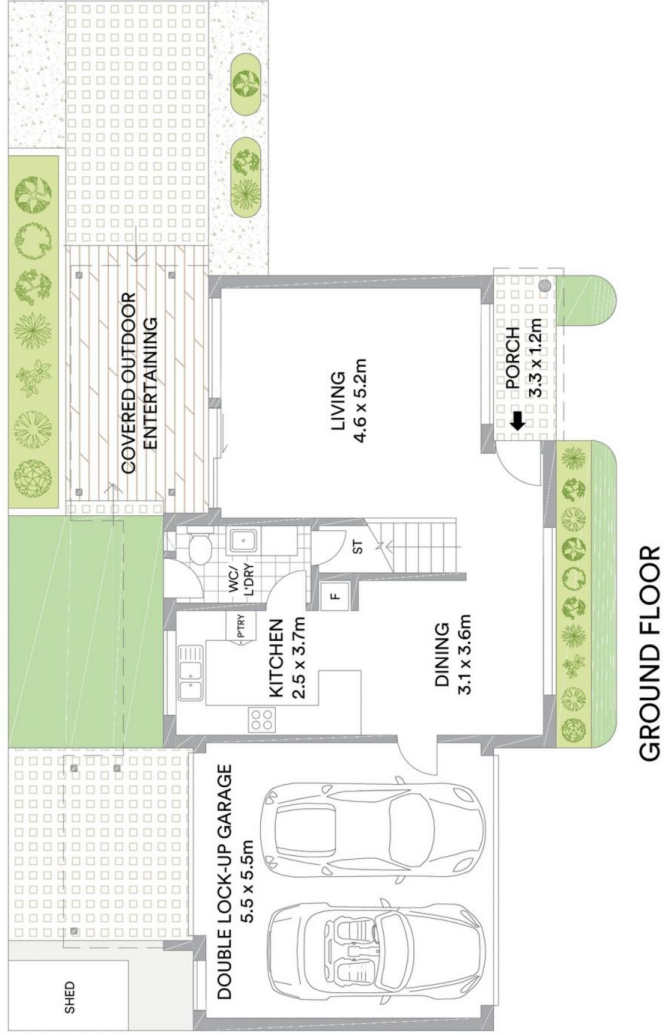 SHED
DOUBLE LOCK-UP GARAGE
5.5 x 5.5m
P'TRY
KITCHEN
2.5 x 3.7m
WC/
L'DRY
F
ST
DINING
3.1 x 3.6m
COVERED OUTDOOR
ENTERTAINING
LIVING
4.6 x 5.2m
PORCH
3.3 x 1.2m
GROUND FLOOR